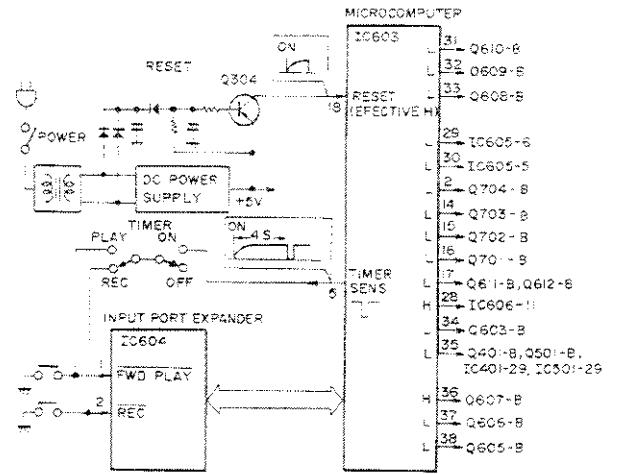 MICROCOMPUTER
ON
IC603
RESET
Q304
18
RESET
(EFFECTIVE H)
POWER
DC POWER
SUPPLY
+5V
TIMER
PLAY
ON
REC
OFF
ON
4S
6
TIMER
SENS
INPUT PORT EXPANDER
IC604
1
FWD PLAY
2
REC
L 31 Q610-B
L 32 Q609-B
L 33 Q608-B
L 29 IC605-6
L 30 IC605-5
L 2 Q704-B
L 14 Q703-B
L 15 Q702-B
L 16 Q701-B
L 17 Q611-B, Q612-B
H 28 IC606-11
L 34 Q603-B
L 35 Q401-B, Q501-B,
IC401-29, IC501-29
H 36 Q607-B
L 37 Q606-B
L 38 Q605-B